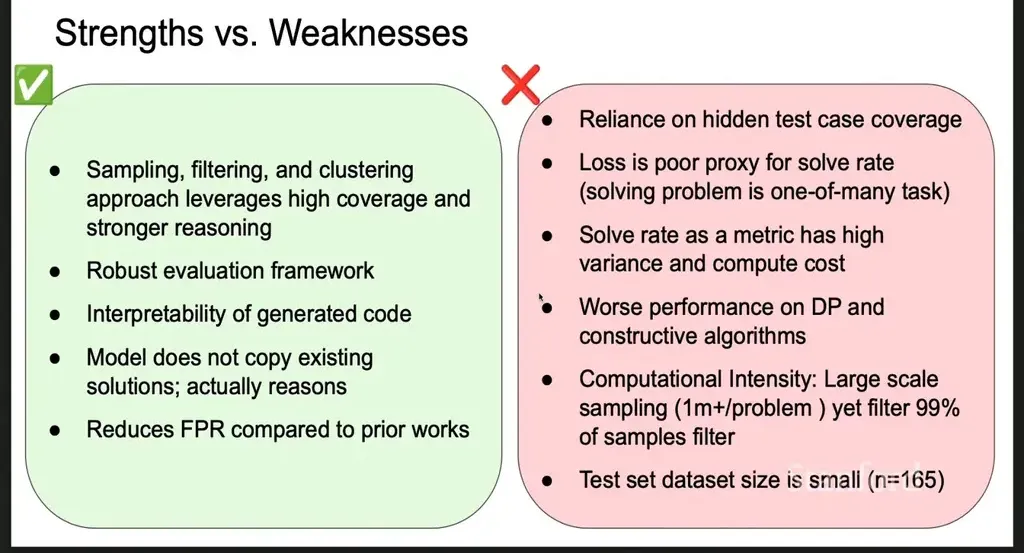 Strengths vs. Weaknesses
Sampling, filtering, and clustering
approach leverages high coverage and
stronger reasoning
Robust evaluation framework
Interpretability of generated code
Model does not copy existing
solutions; actually reasons
Reduces FPR compared to prior works
Reliance on hidden test case coverage
Loss is poor proxy for solve rate
(solving problem is one-of-many task)
Solve rate as a metric has high
variance and compute cost
Worse performance on DP and
constructive algorithms
Computational Intensity: Large scale
sampling (1m+/problem ) yet filter 99%
of samples filter
Test set dataset size is small (n=165)